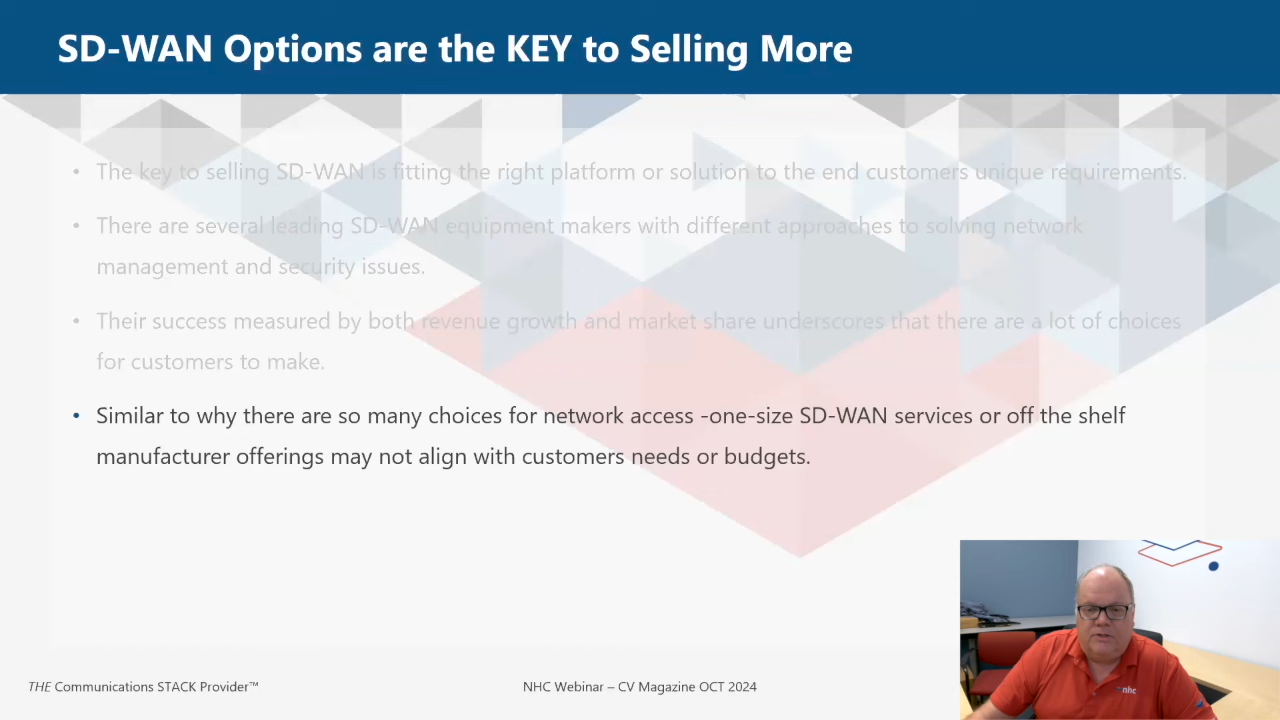 SD-WAN Options are the KEY to Selling More
• The key to selling SD-WAN is fitting the right platform or solution to the end customers unique requirements.
• There are several leading SD-WAN equipment makers with different approaches to solving network
management and security issues.
• Their success measured by both revenue growth and market share underscores that there are a lot of choices
for customers to make.
• Similar to why there are so many choices for network access -one-size SD-WAN services or off the shelf
manufacturer offerings may not align with customers needs or budgets.
nhc
THE Communications STACK Provider™
NHC Webinar – CV Magazine OCT 2024